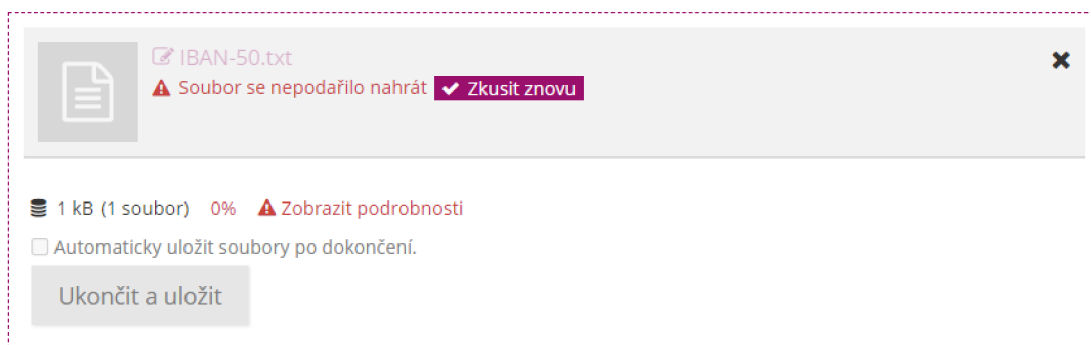 IBAN-50.txt
Soubor se nepodařilo nahrát Zkusit znovu
1 kB (1 soubor) 0% Zobrazit podrobnosti
Automaticky uložit soubory po dokončení.
Ukončit a uložit